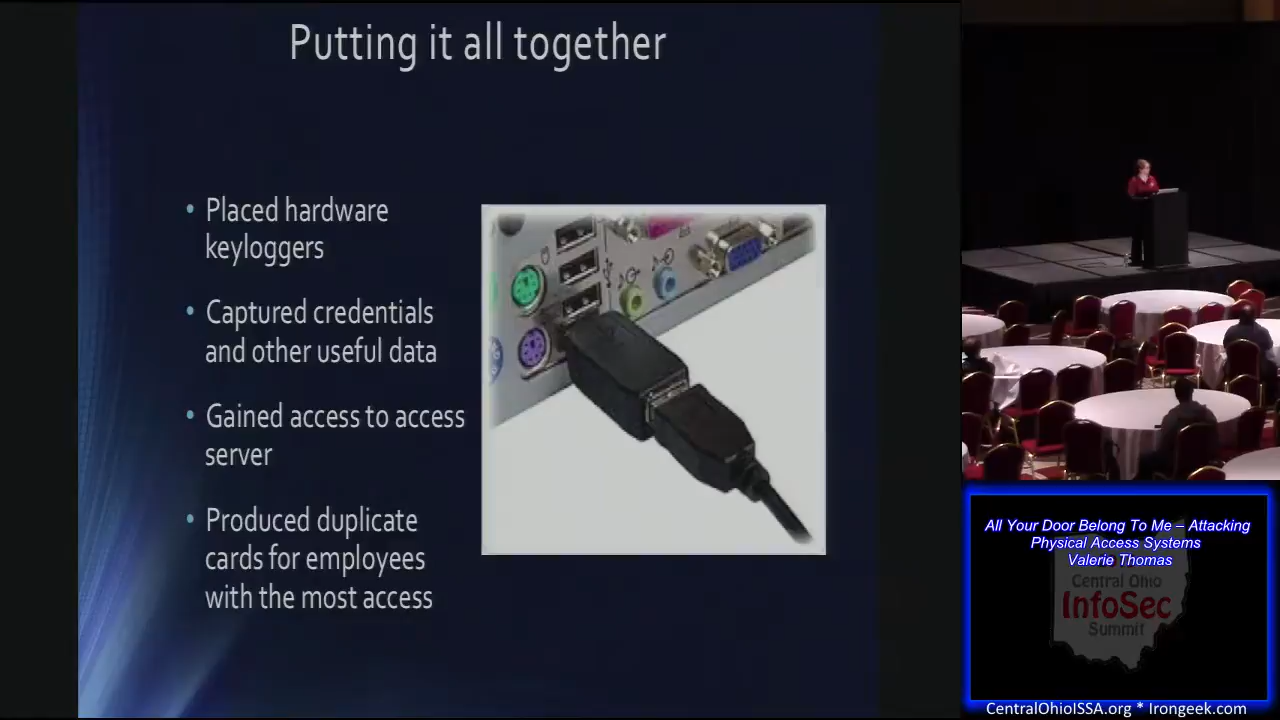 Putting it all together
• Placed hardware
keyloggers
• Captured credentials
and other useful data
• Gained access to access
server
• Produced duplicate
cards for employees
with the most access
All Your Door Belong To Me – Attacking
Physical Access Systems
Valerie Thomas
Central Ohio
InfoSec
Summit
CentralOhioISSA.org * Irongeek.com